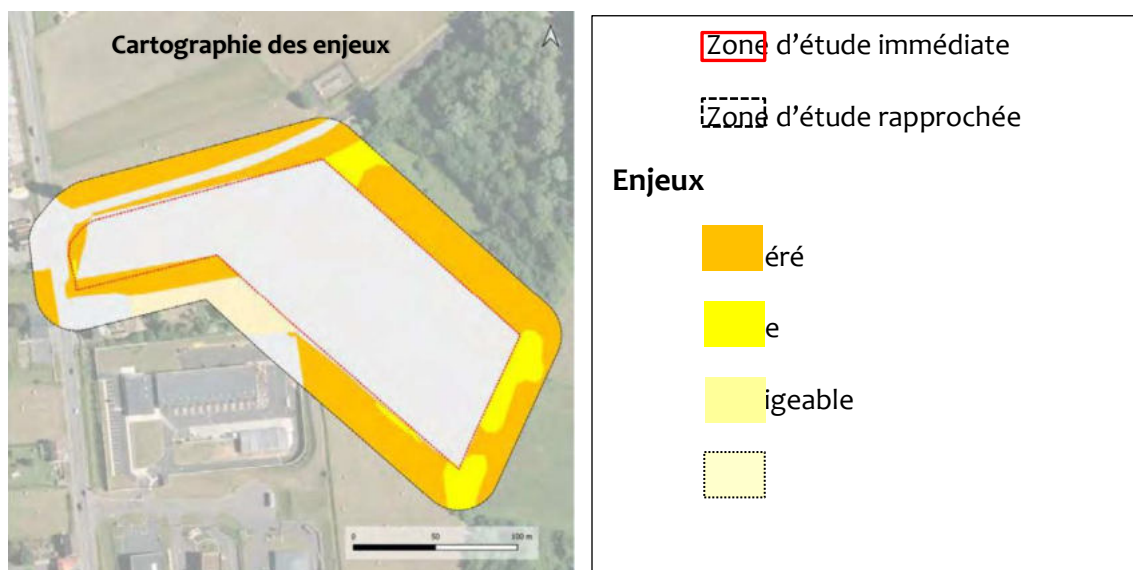 Cartographie des enjeux
0 50 100 m
Zone d'étude immédiate
Zone d'étude rapprochée
Enjeux
éré
e
igeable